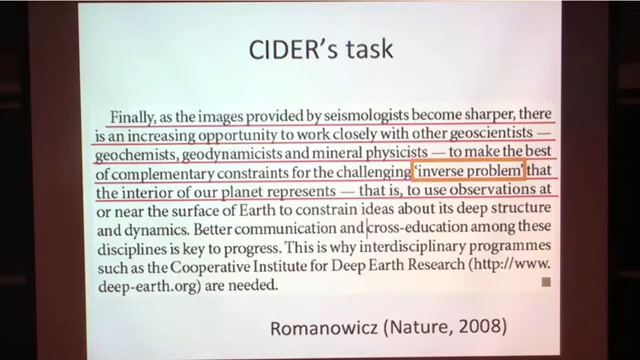 CIDER's task
Finally, as the images provided by seismologists become sharper, there
is an increasing opportunity to work closely with other geoscientists —
geochemists, geodynamicists and mineral physicists — to make the best
of complementary constraints for the challenging 'inverse problem' that
the interior of our planet represents — that is, to use observations at
or near the surface of Earth to constrain ideas about its deep structure
and dynamics. Better communication and cross-education among these
disciplines is key to progress. This is why interdisciplinary programmes
such as the Cooperative Institute for Deep Earth Research (http://www.
deep-earth.org) are needed.
Romanowicz (Nature, 2008)